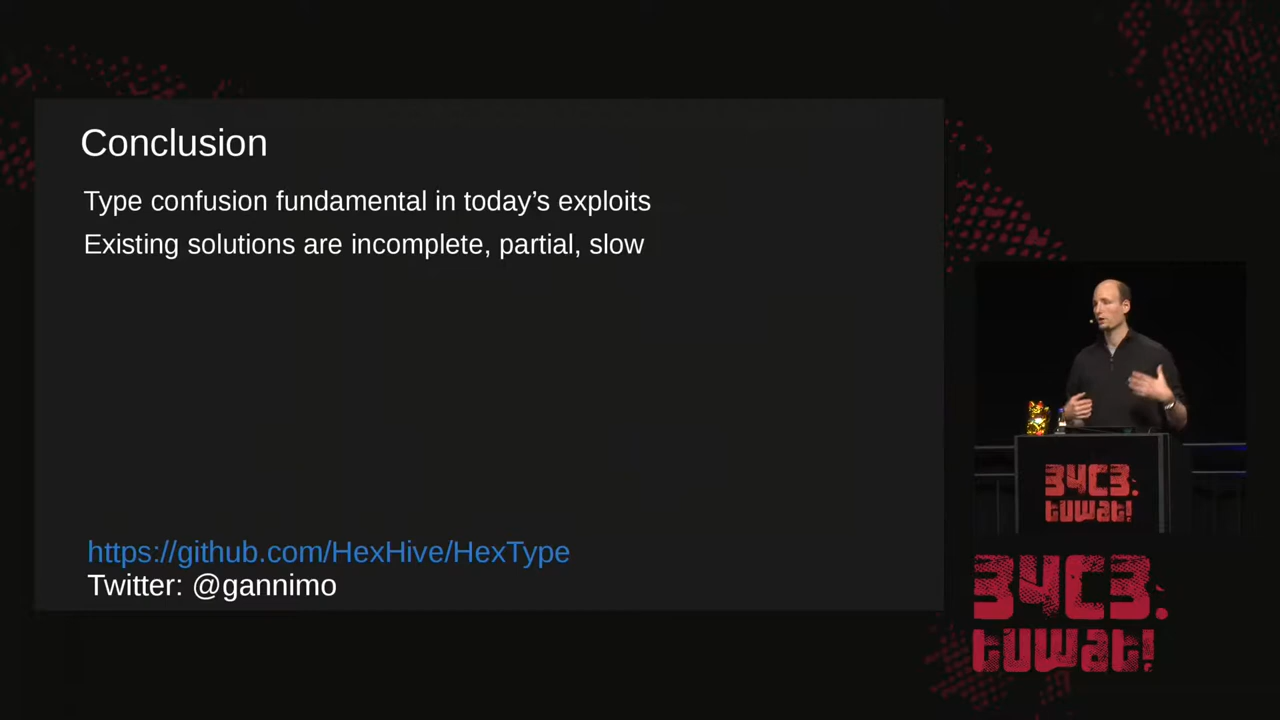 Conclusion
Type confusion fundamental in today’s exploits
Existing solutions are incomplete, partial, slow
https://github.com/HexHive/HexType
Twitter: @gannimo
34C3.
tuwat!
34C3.
tuwat!